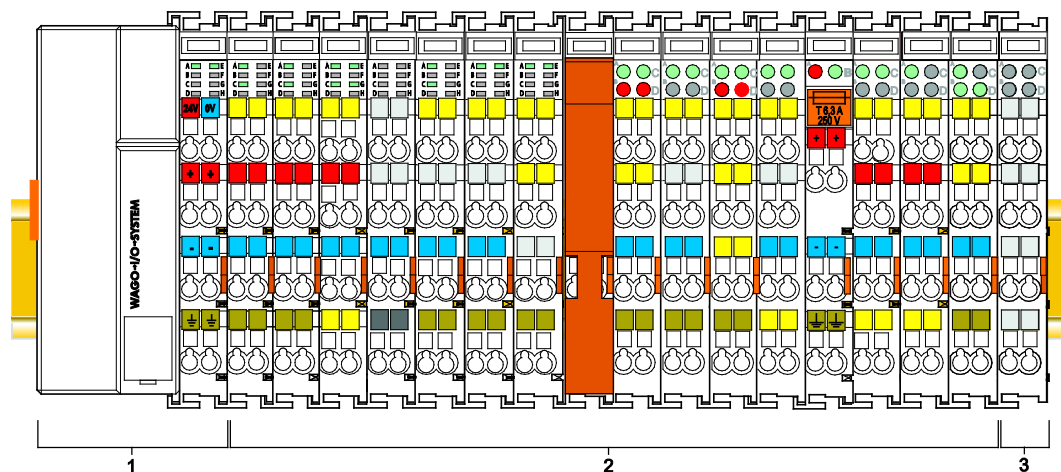 A E A E A E A E A E A E A E A E
B F B F B F B F B F B F B F B F
C G C G C G C G C G C G C G C G
D H D H D H D H D H D H D H D H
C C C B C C C
D D D D D D
24V 0V
T 6,3 A
250 V
+ + + +
- - - -
WAGO-I/O-SYSTEM
1 2 3